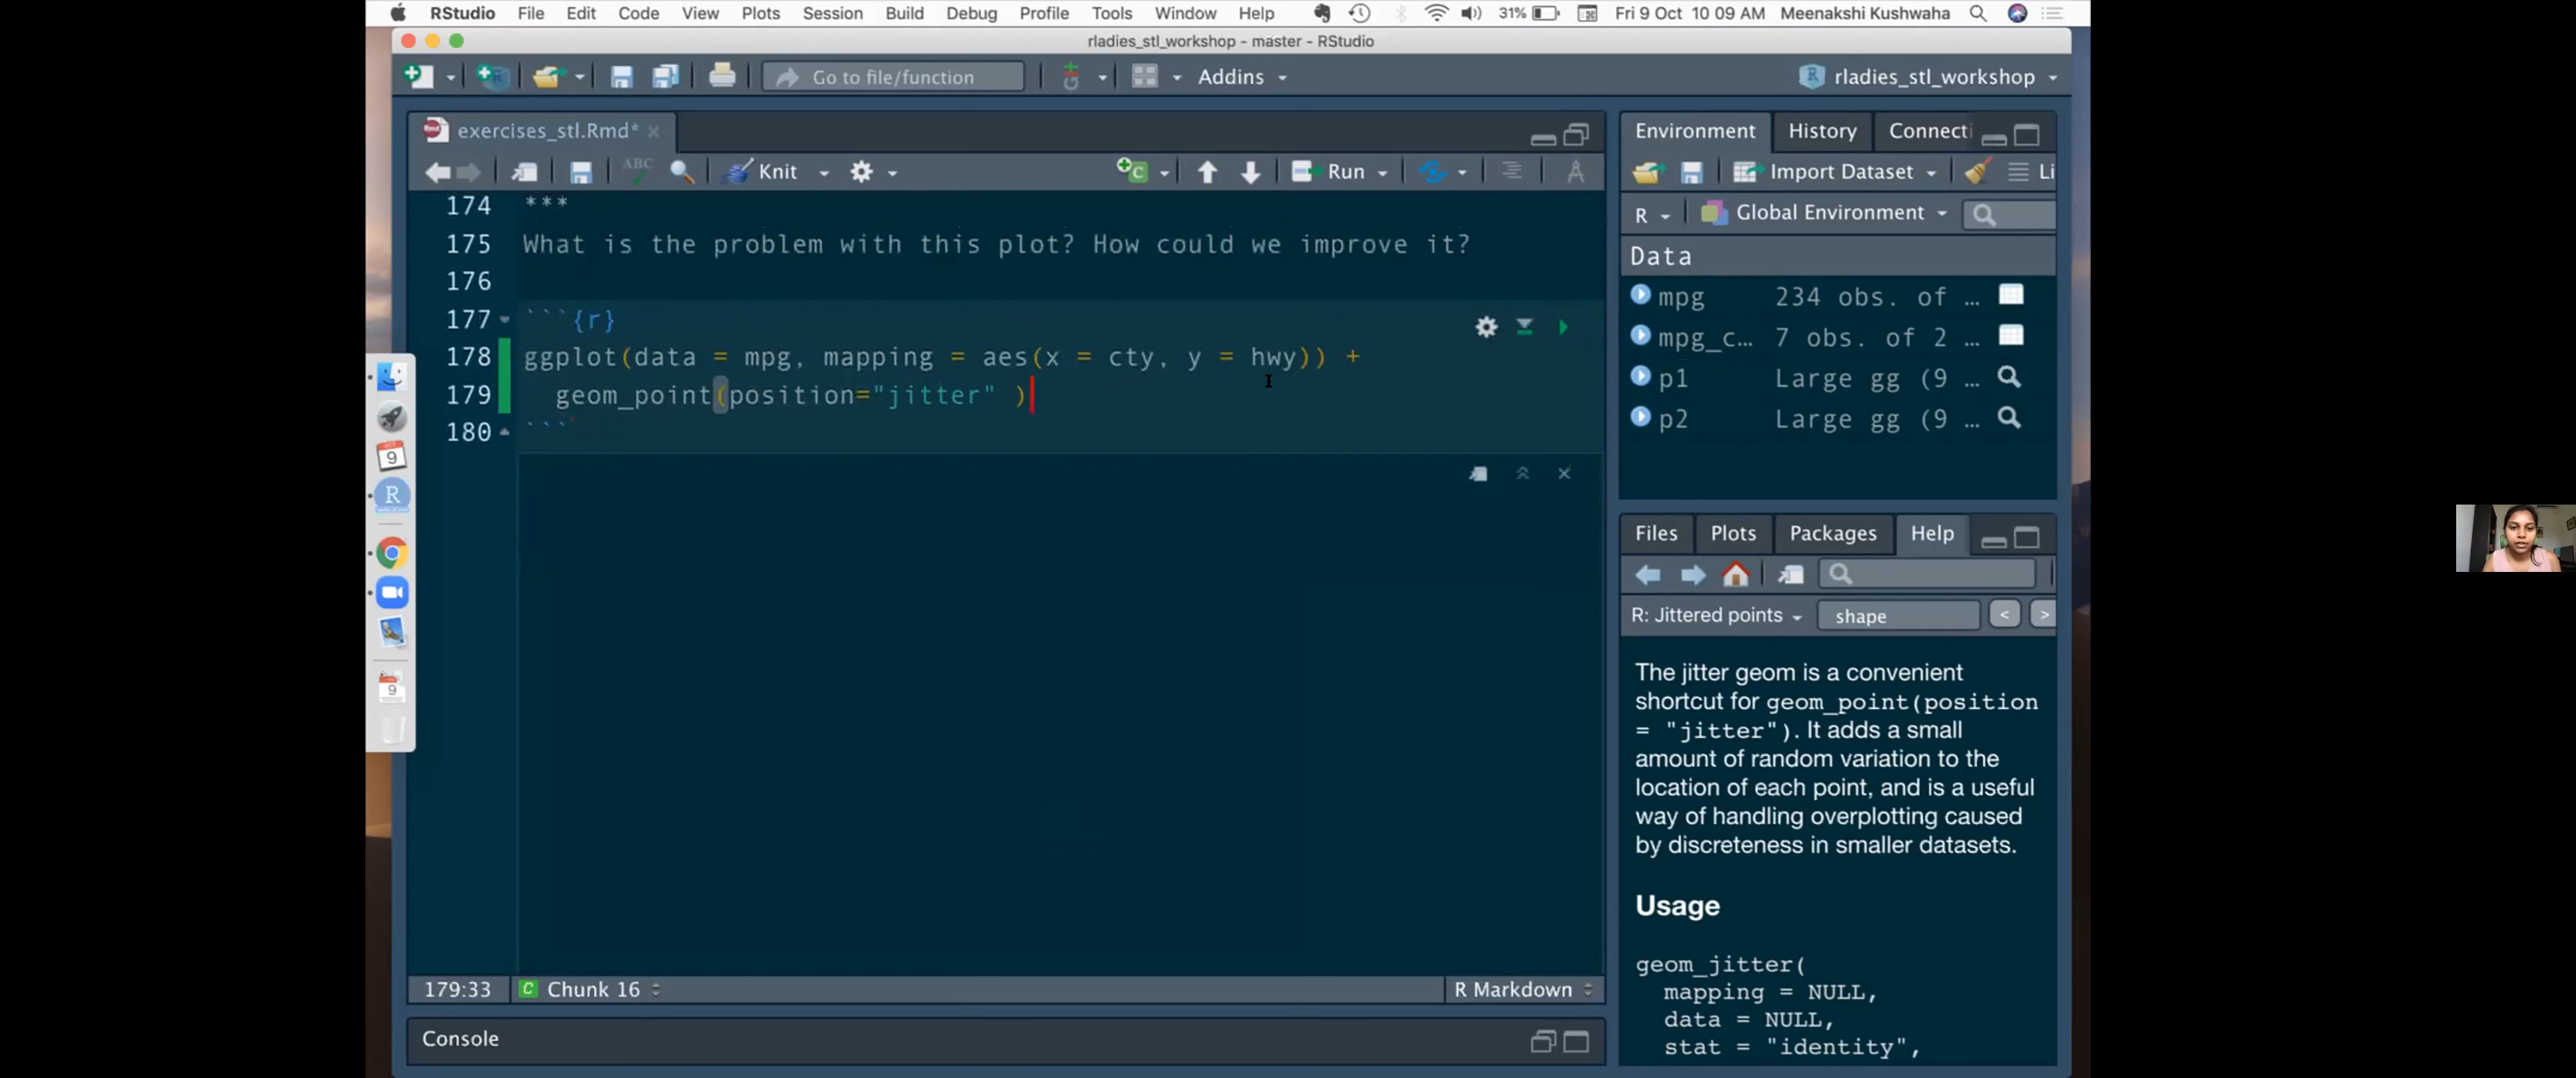 RStudio File Edit Code View Plots Session Build Debug Profile Tools Window Help 31% Fri 9 Oct 10 09 AM Meenakshi Kushwaha
rladies_stl_workshop - master - RStudio
Go to file/function Addins rladies_stl_workshop
exercises_stl.Rmd*
ABC Knit Run
174 ***
175 What is the problem with this plot? How could we improve it?
176
177 ```{r}
178 ggplot(data = mpg, mapping = aes(x = cty, y = hwy)) +
179 geom_point(position="jitter" )
180 ```
179:33 Chunk 16 R Markdown
Console
Environment History Connecti
Import Dataset Li
R Global Environment
Data
mpg 234 obs. of …
mpg_c… 7 obs. of 2 …
p1 Large gg (9 …
p2 Large gg (9 …
Files Plots Packages Help
R: Jittered points shape < >
The jitter geom is a convenient
shortcut for geom_point(position
= "jitter"). It adds a small
amount of random variation to the
location of each point, and is a useful
way of handling overplotting caused
by discreteness in smaller datasets.
Usage
geom_jitter(
mapping = NULL,
data = NULL,
stat = "identity",
9
R
9